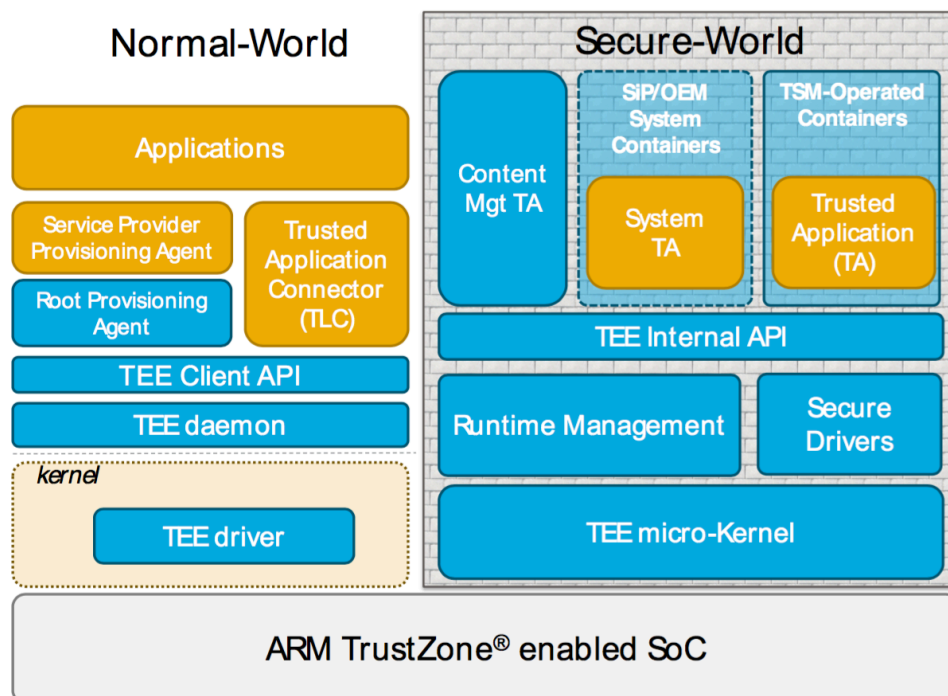 Normal-World
Applications
Service Provider
Provisioning Agent
Root Provisioning
Agent
Trusted
Application
Connector
(TLC)
TEE Client API
TEE daemon
kernel
TEE driver
Secure-World
Content
Mgt TA
SiP/OEM
System
Containers
System
TA
TSM-Operated
Containers
Trusted
Application
(TA)
TEE Internal API
Runtime Management
Secure
Drivers
TEE micro-Kernel
ARM TrustZone® enabled SoC